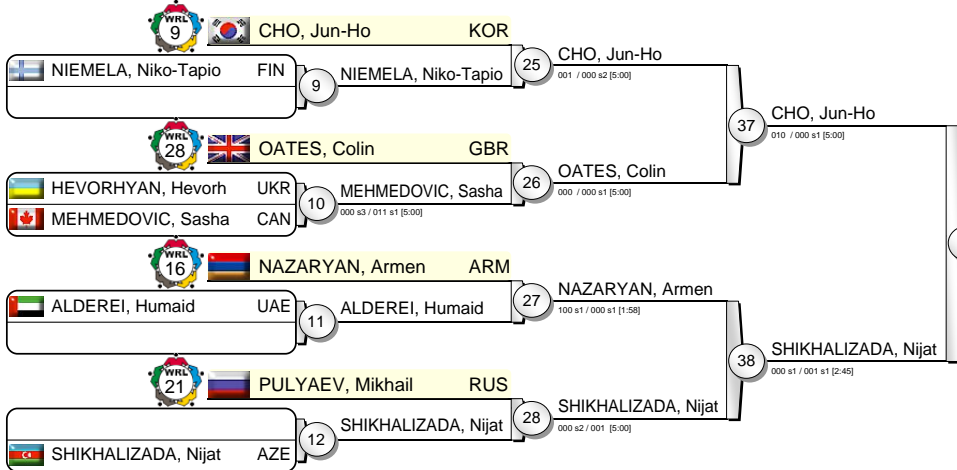 WRL
9
CHO, Jun-Ho KOR
NIEMELA, Niko-Tapio FIN
9
NIEMELA, Niko-Tapio
25
CHO, Jun-Ho
001 / 000 s2 [5:00]
37
CHO, Jun-Ho
010 / 000 s1 [5:00]
WRL
28
OATES, Colin GBR
HEVORHYAN, Hevorh UKR
MEHMEDOVIC, Sasha CAN
10
MEHMEDOVIC, Sasha
000 s3 / 011 s1 [5:00]
26
OATES, Colin
000 / 000 s1 [5:00]
WRL
16
NAZARYAN, Armen ARM
ALDEREI, Humaid UAE
11
ALDEREI, Humaid
27
NAZARYAN, Armen
100 s1 / 000 s1 [1:58]
38
SHIKHALIZADA, Nijat
000 s1 / 001 s1 [2:45]
WRL
21
PULYAEV, Mikhail RUS
SHIKHALIZADA, Nijat AZE
12
SHIKHALIZADA, Nijat
28
SHIKHALIZADA, Nijat
000 s2 / 001 [5:00]